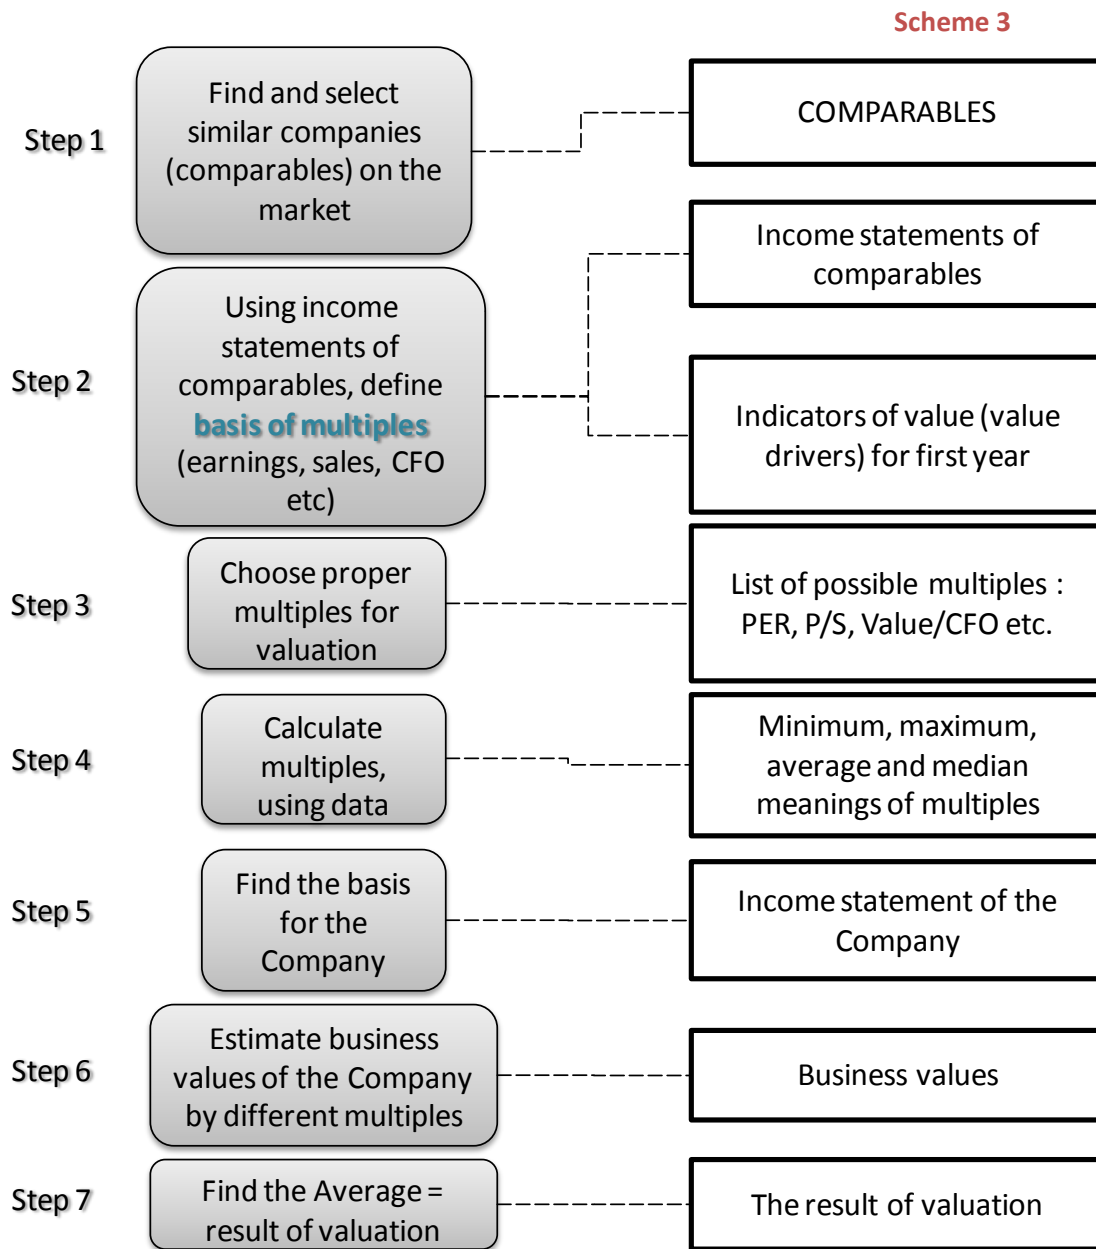 Scheme 3
Step 1
Find and select
similar companies
(comparables) on the
market
COMPARABLES
Step 2
Using income
statements of
comparables, define
basis of multiples
(earnings, sales, CFO
etc)
Income statements of
comparables
Indicators of value (value
drivers) for first year
Step 3
Choose proper
multiples for
valuation
List of possible multiples :
PER, P/S, Value/CFO etc.
Step 4
Calculate
multiples,
using data
Minimum, maximum,
average and median
meanings of multiples
Step 5
Find the basis
for the
Company
Income statement of the
Company
Step 6
Estimate business
values of the Company
by different multiples
Business values
Step 7
Find the Average =
result of valuation
The result of valuation